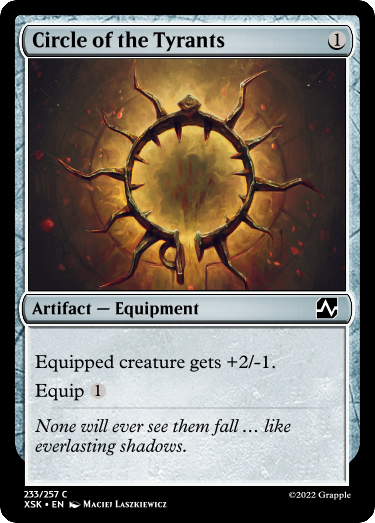 Circle of the Tyrants 1
Artifact — Equipment
Equipped creature gets +2/-1.
Equip 1
None will ever see them fall … like
everlasting shadows.
233/257 C
XSK • EN Maciej Laszkiewicz
©2022 Grapple